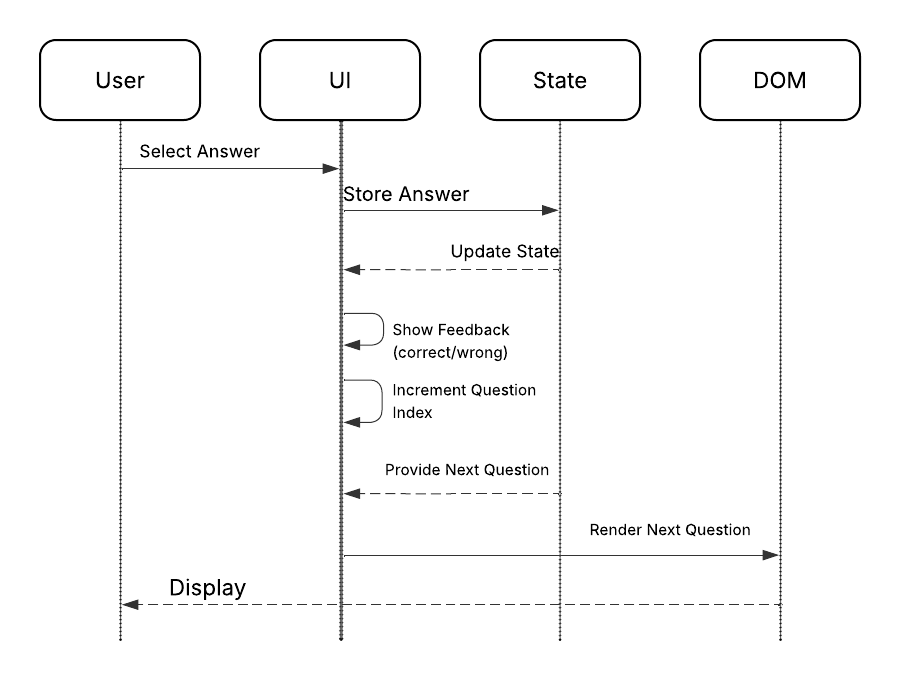 User
UI
State
DOM
Select Answer
Store Answer
Update State
Show Feedback
(correct/wrong)
Increment Question
Index
Provide Next Question
Render Next Question
Display